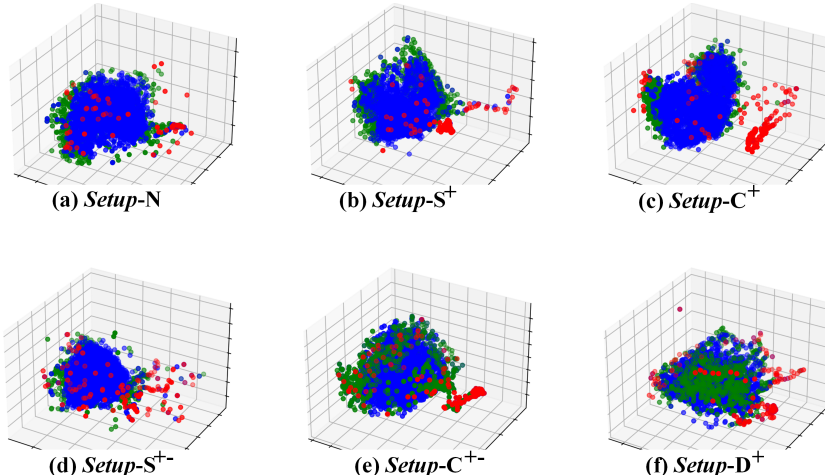 (a) Setup-N
(b) Setup-S+
(c) Setup-C+
(d) Setup-S+-
(e) Setup-C+-
(f) Setup-D+